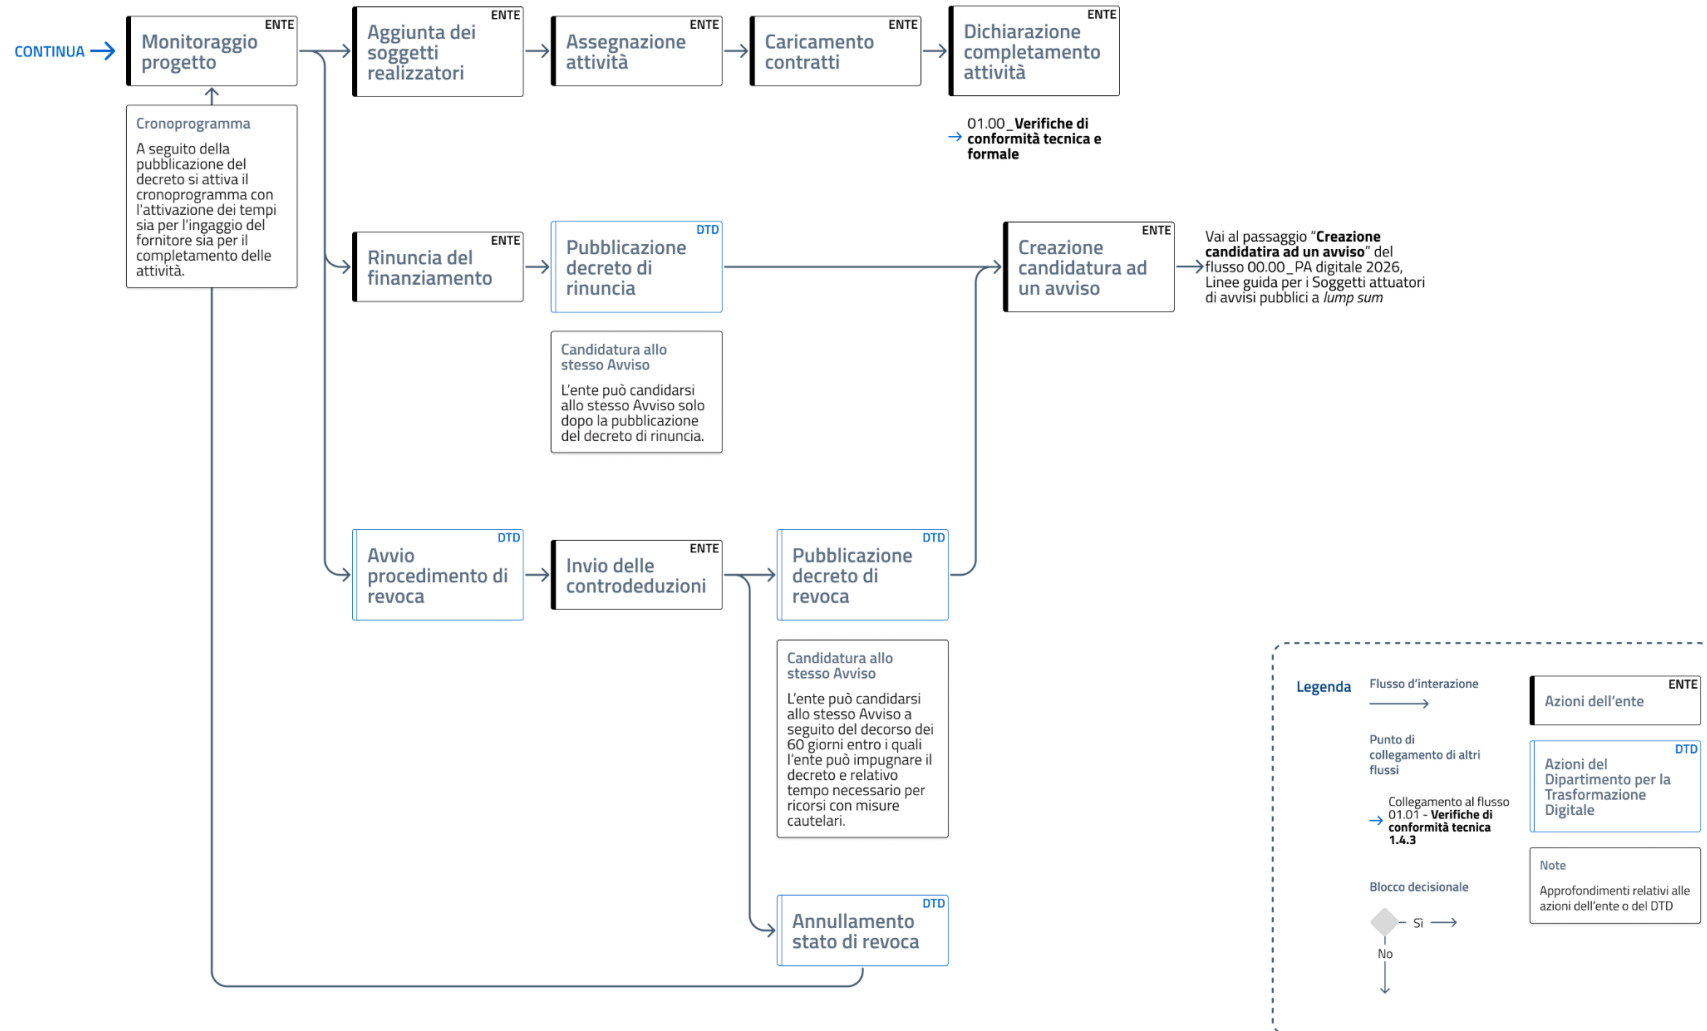 CONTINUA
ENTE
Monitoraggio
progetto
ENTE
Aggiunta dei
soggetti
realizzatori
ENTE
Assegnazione
attività
ENTE
Caricamento
contratti
ENTE
Dichiarazione
completamento
attività
01.00_Verifiche di
conformità tecnica e
formale
Cronoprogramma
A seguito della
pubblicazione del
decreto si attiva il
cronoprogramma con
l'attivazione dei tempi
sia per l'ingaggio del
fornitore sia per il
completamento delle
attività.
ENTE
Rinuncia del
finanziamento
DTD
Pubblicazione
decreto di
rinuncia
Candidatura allo
stesso Avviso
L'ente può candidarsi
allo stesso Avviso solo
dopo la pubblicazione
del decreto di rinuncia.
ENTE
Creazione
candidatura ad
un avviso
Vai al passaggio "Creazione
candidatira ad un avviso" del
flusso 00.00_PA digitale 2026,
Linee guida per i Soggetti attuatori
di avvisi pubblici a lump sum
DTD
Avvio
procedimento di
revoca
ENTE
Invio delle
controdeduzioni
DTD
Pubblicazione
decreto di
revoca
Candidatura allo
stesso Avviso
L'ente può candidarsi
allo stesso Avviso a
seguito del decorso dei
60 giorni entro i quali
l'ente può impugnare il
decreto e relativo
tempo necessario per
ricorsi con misure
cautelari.
DTD
Annullamento
stato di revoca
Legenda
Flusso d'interazione
Punto di
collegamento di altri
flussi
Collegamento al flusso
01.01 - Verifiche di
conformità tecnica
1.4.3
Blocco decisionale
Sì
No
ENTE
Azioni dell'ente
DTD
Azioni del
Dipartimento per la
Trasformazione
Digitale
Note
Approfondimenti relativi alle
azioni dell'ente o del DTD